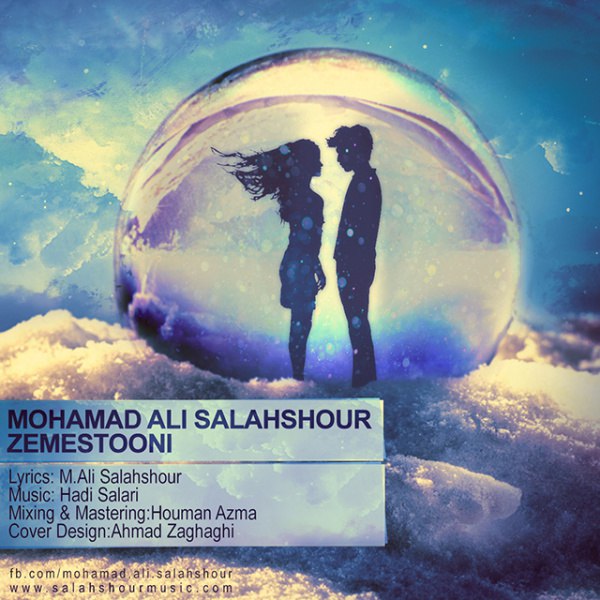 MOHAMAD ALI SALAHSHOUR
ZEMESTOONI
Lyrics: M.Ali Salahshour
Music: Hadi Salari
Mixing & Mastering:Houman Azma
Cover Design:Ahmad Zaghaghi
fb.com/mohamad.ali.salahshour
www.salahshourmusic.com